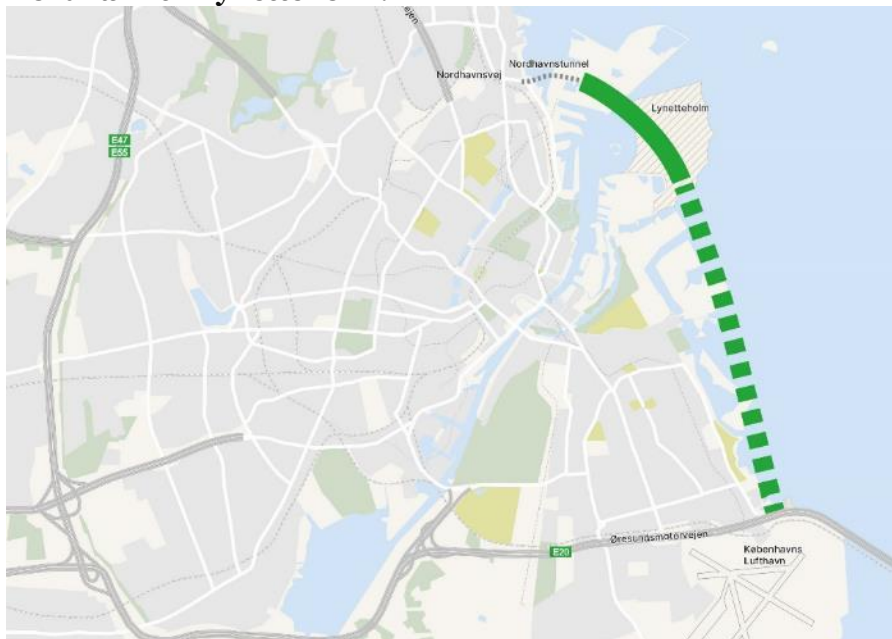 Nordhavnstunnel
Nordhavnsvej
Lynetteholm
E47
E55
Øresundsmotorvejen
E20
Københavns
Lufthavn